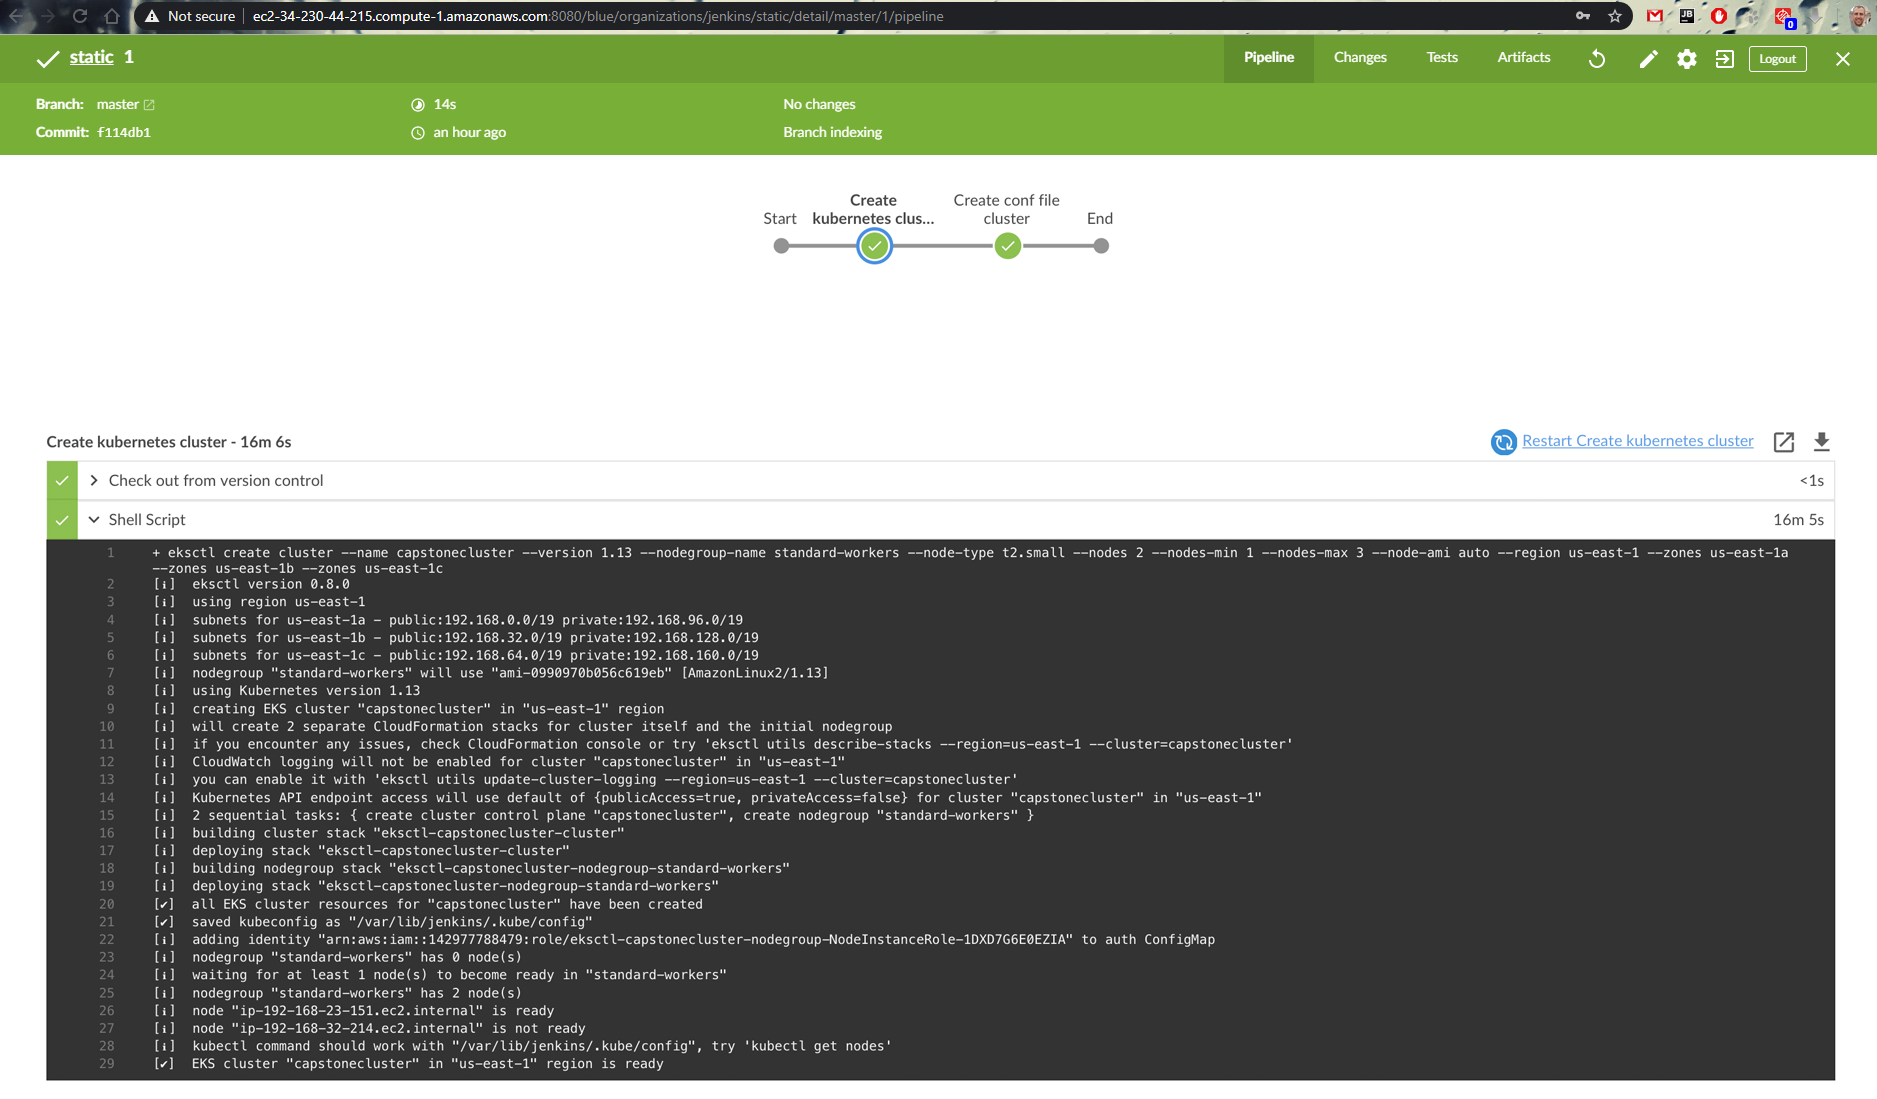 Not secure ec2-34-230-44-215.compute-1.amazonaws.com:8080/blue/organizations/jenkins/static/detail/master/1/pipeline
JB
0
static 1
Pipeline Changes Tests Artifacts Logout
Branch: master 14s No changes
Commit: f114db1 an hour ago Branch indexing
Create Create conf file
Start kubernetes clus... cluster End
Create kubernetes cluster - 16m 6s Restart Create kubernetes cluster
Check out from version control <1s
Shell Script 16m 5s
1 + eksctl create cluster --name capstonecluster --version 1.13 --nodegroup-name standard-workers --node-type t2.small --nodes 2 --nodes-min 1 --nodes-max 3 --node-ami auto --region us-east-1 --zones us-east-1a
--zones us-east-1b --zones us-east-1c
2 [ℹ] eksctl version 0.8.0
3 [ℹ] using region us-east-1
4 [ℹ] subnets for us-east-1a - public:192.168.0.0/19 private:192.168.96.0/19
5 [ℹ] subnets for us-east-1b - public:192.168.32.0/19 private:192.168.128.0/19
6 [ℹ] subnets for us-east-1c - public:192.168.64.0/19 private:192.168.160.0/19
7 [ℹ] nodegroup "standard-workers" will use "ami-0990970b056c619eb" [AmazonLinux2/1.13]
8 [ℹ] using Kubernetes version 1.13
9 [ℹ] creating EKS cluster "capstonecluster" in "us-east-1" region
10 [ℹ] will create 2 separate CloudFormation stacks for cluster itself and the initial nodegroup
11 [ℹ] if you encounter any issues, check CloudFormation console or try 'eksctl utils describe-stacks --region=us-east-1 --cluster=capstonecluster'
12 [ℹ] CloudWatch logging will not be enabled for cluster "capstonecluster" in "us-east-1"
13 [ℹ] you can enable it with 'eksctl utils update-cluster-logging --region=us-east-1 --cluster=capstonecluster'
14 [ℹ] Kubernetes API endpoint access will use default of {publicAccess=true, privateAccess=false} for cluster "capstonecluster" in "us-east-1"
15 [ℹ] 2 sequential tasks: { create cluster control plane "capstonecluster", create nodegroup "standard-workers" }
16 [ℹ] building cluster stack "eksctl-capstonecluster-cluster"
17 [ℹ] deploying stack "eksctl-capstonecluster-cluster"
18 [ℹ] building nodegroup stack "eksctl-capstonecluster-nodegroup-standard-workers"
19 [ℹ] deploying stack "eksctl-capstonecluster-nodegroup-standard-workers"
20 [✔] all EKS cluster resources for "capstonecluster" have been created
21 [✔] saved kubeconfig as "/var/lib/jenkins/.kube/config"
22 [ℹ] adding identity "arn:aws:iam::142977788479:role/eksctl-capstonecluster-nodegroup-NodeInstanceRole-1DXD7G6E0EZIA" to auth ConfigMap
23 [ℹ] nodegroup "standard-workers" has 0 node(s)
24 [ℹ] waiting for at least 1 node(s) to become ready in "standard-workers"
25 [ℹ] nodegroup "standard-workers" has 2 node(s)
26 [ℹ] node "ip-192-168-23-151.ec2.internal" is ready
27 [ℹ] node "ip-192-168-32-214.ec2.internal" is not ready
28 [ℹ] kubectl command should work with "/var/lib/jenkins/.kube/config", try 'kubectl get nodes'
29 [✔] EKS cluster "capstonecluster" in "us-east-1" region is ready